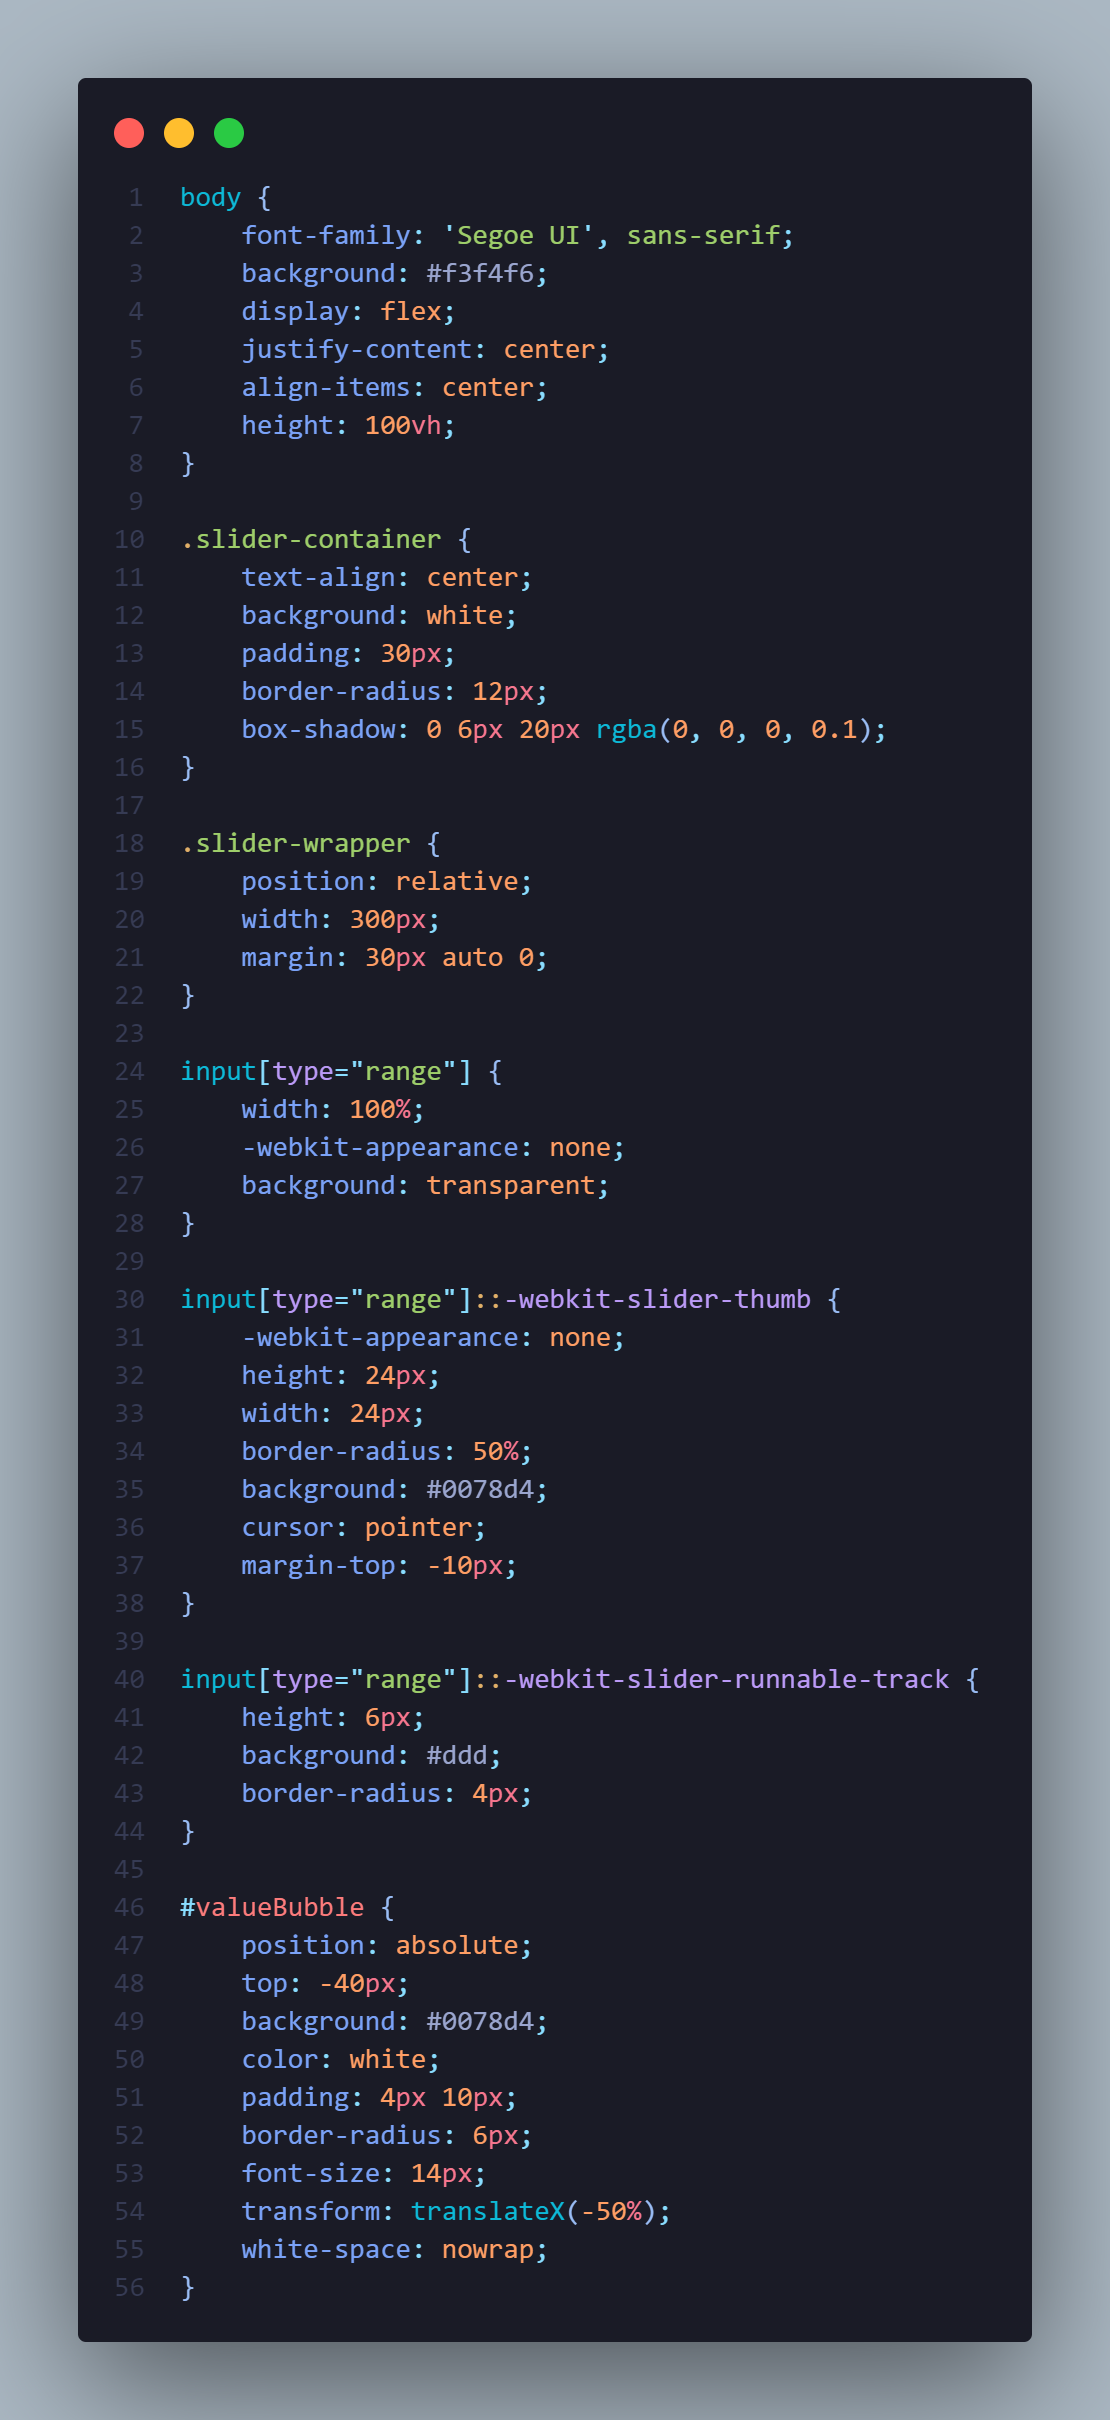 1 body {
2     font-family: 'Segoe UI', sans-serif;
3     background: #f3f4f6;
4     display: flex;
5     justify-content: center;
6     align-items: center;
7     height: 100vh;
8 }
9
10 .slider-container {
11     text-align: center;
12     background: white;
13     padding: 30px;
14     border-radius: 12px;
15     box-shadow: 0 6px 20px rgba(0, 0, 0, 0.1);
16 }
17
18 .slider-wrapper {
19     position: relative;
20     width: 300px;
21     margin: 30px auto 0;
22 }
23
24 input[type="range"] {
25     width: 100%;
26     -webkit-appearance: none;
27     background: transparent;
28 }
29
30 input[type="range"]::-webkit-slider-thumb {
31     -webkit-appearance: none;
32     height: 24px;
33     width: 24px;
34     border-radius: 50%;
35     background: #0078d4;
36     cursor: pointer;
37     margin-top: -10px;
38 }
39
40 input[type="range"]::-webkit-slider-runnable-track {
41     height: 6px;
42     background: #ddd;
43     border-radius: 4px;
44 }
45
46 #valueBubble {
47     position: absolute;
48     top: -40px;
49     background: #0078d4;
50     color: white;
51     padding: 4px 10px;
52     border-radius: 6px;
53     font-size: 14px;
54     transform: translateX(-50%);
55     white-space: nowrap;
56 }